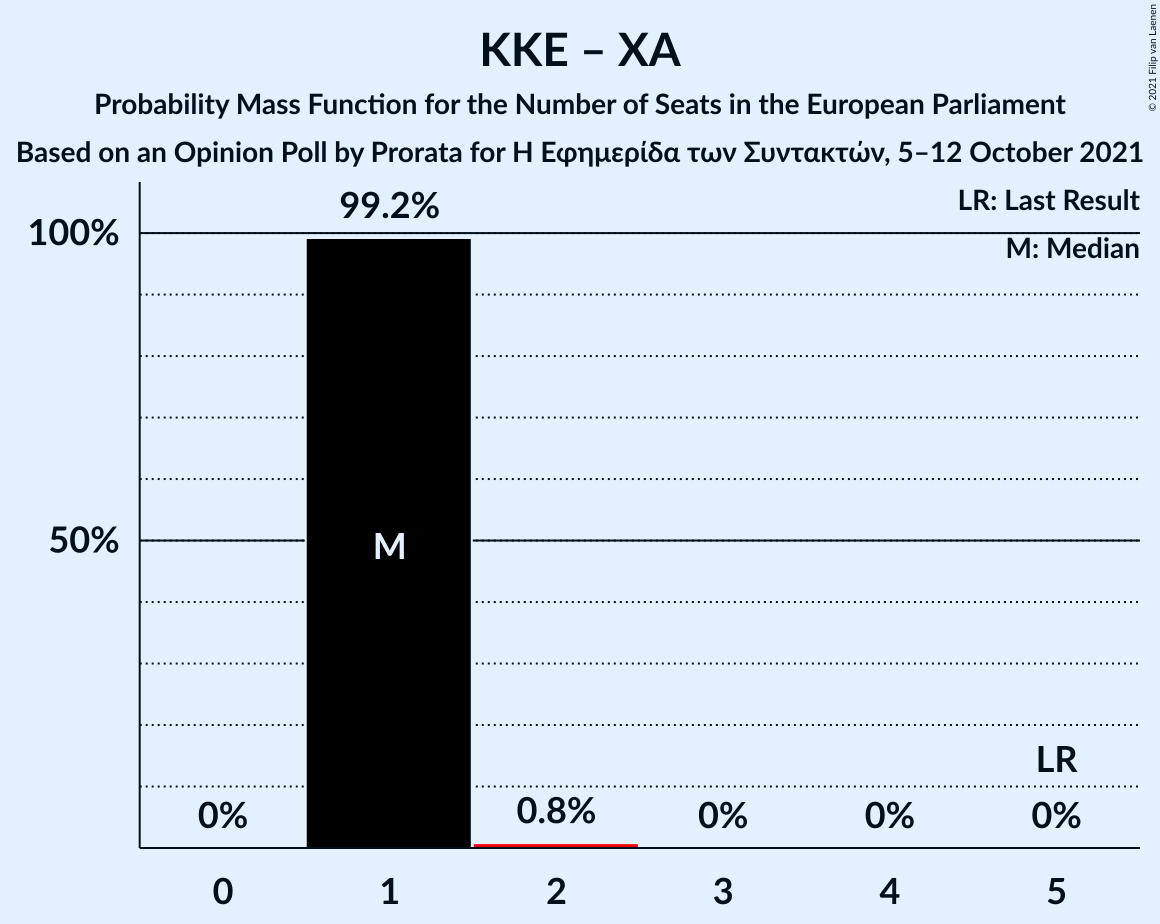 KKE – ΧΑ
Probability Mass Function for the Number of Seats in the European Parliament
Based on an Opinion Poll by Prorata for Η Εφημερίδα των Συντακτών, 5–12 October 2021
© 2021 Filip van Laenen
LR: Last Result
M: Median
99.2%
100%
50%
M
LR
0%
0.8%
0%
0%
0%
0 1 2 3 4 5